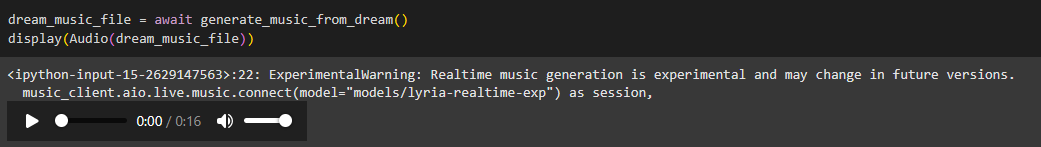 dream_music_file = await generate_music_from_dream()
display(Audio(dream_music_file))
<ipython-input-15-2629147563>:22: ExperimentalWarning: Realtime music generation is experimental and may change in future versions.
  music_client.aio.live.music.connect(model="models/lyria-realtime-exp") as session,
0:00 / 0:16